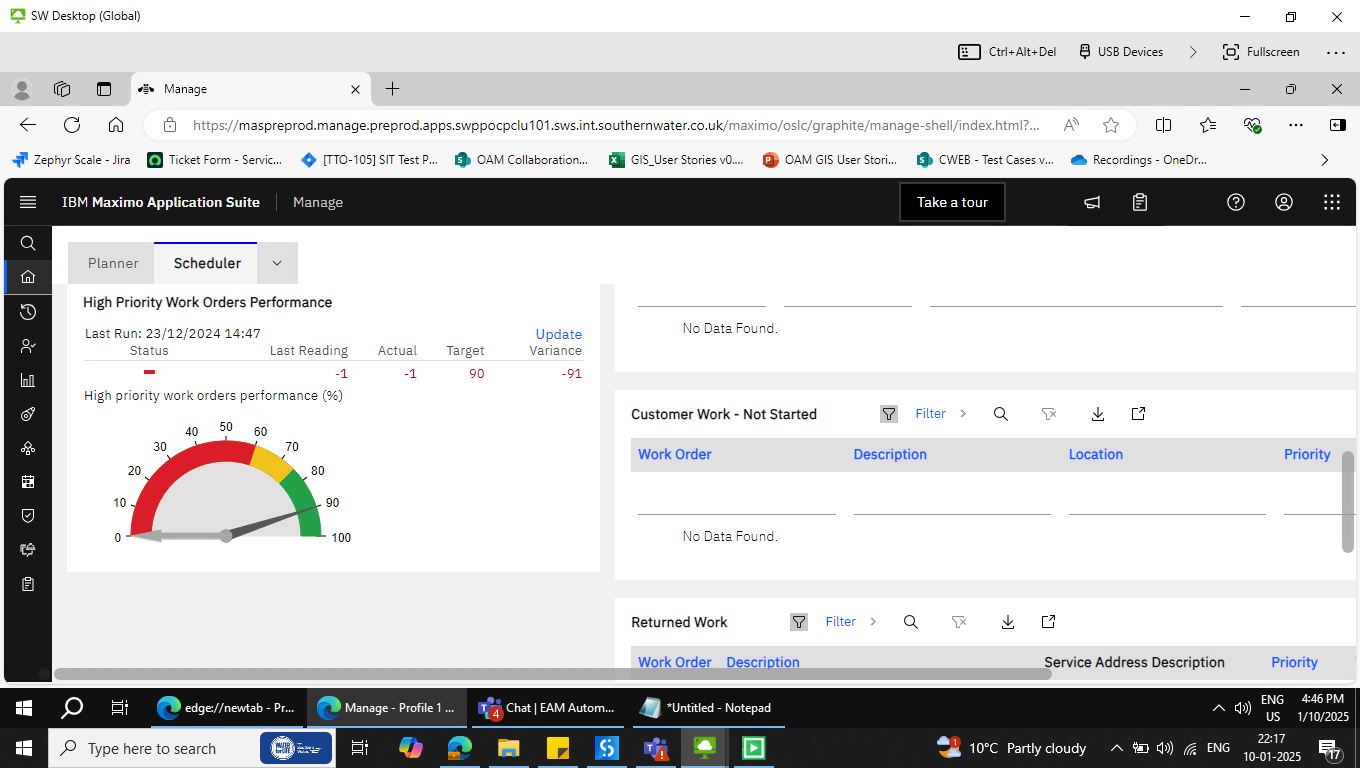 SW Desktop (Global)
Ctrl+Alt+Del
USB Devices
Fullscreen
Manage
https://maspreprod.manage.preprod.apps.swppocpclu101.sws.int.southernwater.co.uk/maximo/oslc/graphite/manage-shell/index.html?...
Zephyr Scale - Jira
Ticket Form - Servic...
[TTO-105] SIT Test P...
OAM Collaboration...
GIS_User Stories v0....
OAM GIS User Stori...
CWEB - Test Cases v...
Recordings - OneDr...
IBM Maximo Application Suite
Manage
Take a tour
Planner
Scheduler
High Priority Work Orders Performance
Last Run: 23/12/2024 14:47
Update
Status Last Reading Actual Target Variance
-1 -1 90 -91
High priority work orders performance (%)
0
10
20
30
40
50
60
70
80
90
100
No Data Found.
Customer Work - Not Started
Filter
Work Order Description Location Priority
No Data Found.
Returned Work
Filter
Work Order Description Service Address Description Priority
edge://newtab - Pr...
Manage - Profile 1 ...
4
Chat | EAM Autom...
*Untitled - Notepad
ENG
US
4:46 PM
1/10/2025
Type here to search
1
10°C Partly cloudy
ENG
22:17
10-01-2025
17